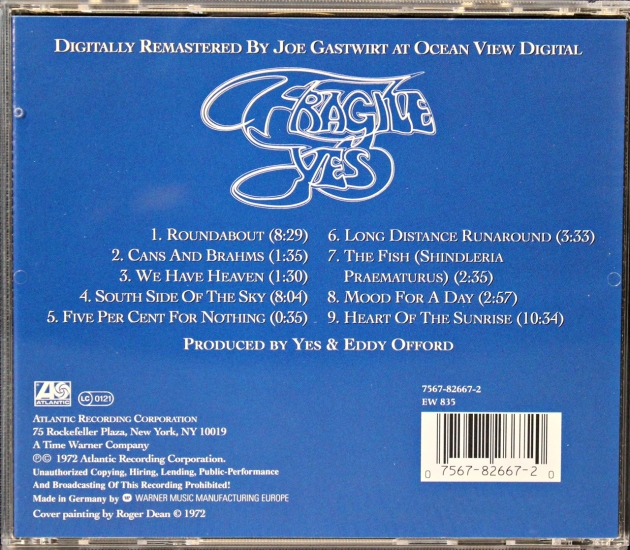 Digitally Remastered By Joe Gastwirt at Ocean View Digital
FRAGILE
YES
1. Roundabout (8:29)
2. Cans And Brahms (1:35)
3. We Have Heaven (1:30)
4. South Side Of The Sky (8:04)
5. Five Per Cent For Nothing (0:35)
6. Long Distance Runaround (3:33)
7. The Fish (Shindleria
Praematurus) (2:35)
8. Mood For A Day (2:57)
9. Heart Of The Sunrise (10:34)
Produced by Yes & Eddy Offord
ATLANTIC
LC 0121
Atlantic Recording Corporation
75 Rockefeller Plaza, New York, NY 10019
A Time Warner Company
℗© 1972 Atlantic Recording Corporation.
Unauthorized Copying, Hiring, Lending, Public-Performance
And Broadcasting Of This Recording Prohibited!
Made in Germany by WARNER MUSIC MANUFACTURING EUROPE
Cover painting by Roger Dean © 1972
7567-82667-2
EW 835
0 7567-82667-2 0